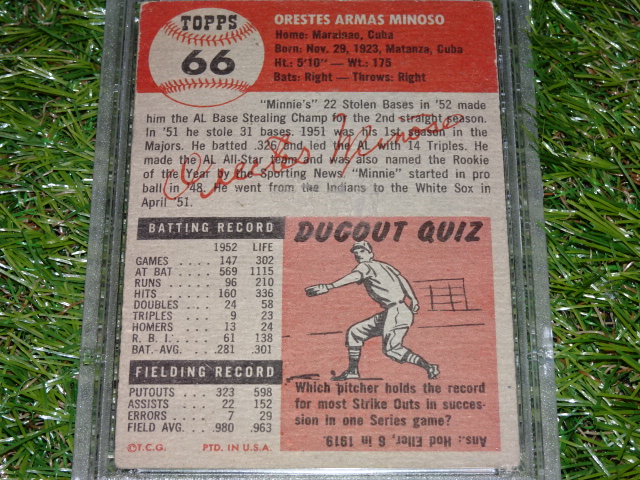 TOPPS
66
ORESTES ARMAS MINOSO
Home: Marainao, Cuba
Born: Nov. 29, 1923, Matanza, Cuba
Ht.: 5'10" — Wt.: 175
Bats: Right — Throws: Right
"Minnie's" 22 Stolen Bases in '52 made
him the AL Base Stealing Champ for the 2nd straight season.
In '51 he stole 31 bases. 1951 was his 1st season in the
Majors. He batted .326 and led the AL with 14 Triples. He
made the AL All-Star team and was also named the Rookie
of the Year by the Sporting News "Minnie" started in pro
ball in '48. He went from the Indians to the White Sox in
April '51.
Orestes Minoso
BATTING RECORD
1952 LIFE
GAMES 147 302
AT BAT . . . . 569 1115
RUNS . . . . . 96 210
HITS . . . . . 160 336
DOUBLES . . . 24 58
TRIPLES . . . . 9 23
HOMERS . . . 13 24
R. B. I. . . . . . 61 138
BAT. AVG. . . . .281 .301
FIELDING RECORD
PUTOUTS . . . . 323 598
ASSISTS . . . . 22 152
ERRORS . . . . 7 29
FIELD AVG. . . .980 .963
©T.C.G. PTD. IN U.S.A.
DUGOUT QUIZ
Which pitcher holds the record
for most Strike Outs in succes-
sion in one Series game?
Ans.: Hod Eller, 6 in 1919.